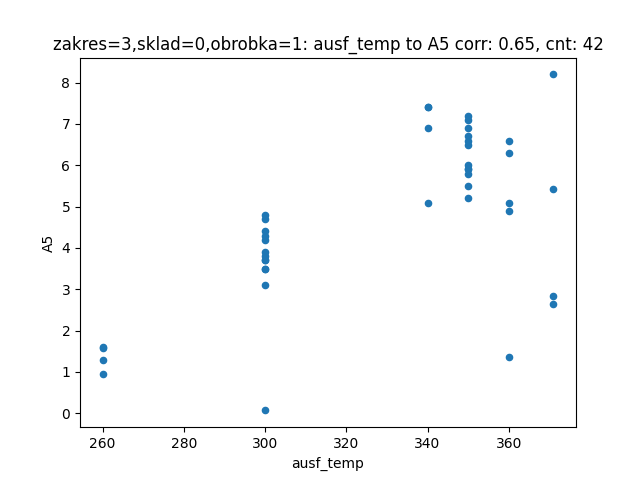 zakres=3,sklad=0,obrobka=1: ausf_temp to A5 corr: 0.65, cnt: 42
8
7
6
5
4
3
2
1
0
A5
260 280 300 320 340 360
ausf_temp